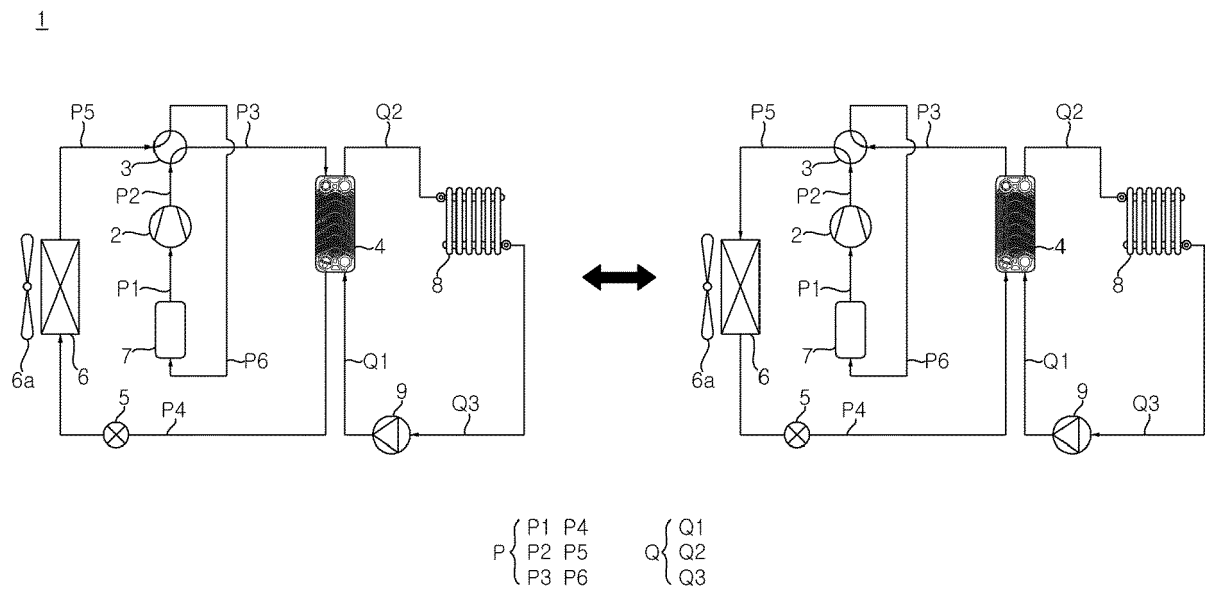 1
P5 P3 Q2 P5 P3 Q2
3 3
P2 P2
2 4 2 4
8 8
P1 P1
7 7
6a 6 P6 Q1 6a 6 P6 Q1
5 P4 9 Q3 5 P4 9 Q3
P { P1 P4 Q { Q1
P2 P5 Q2
P3 P6 Q3